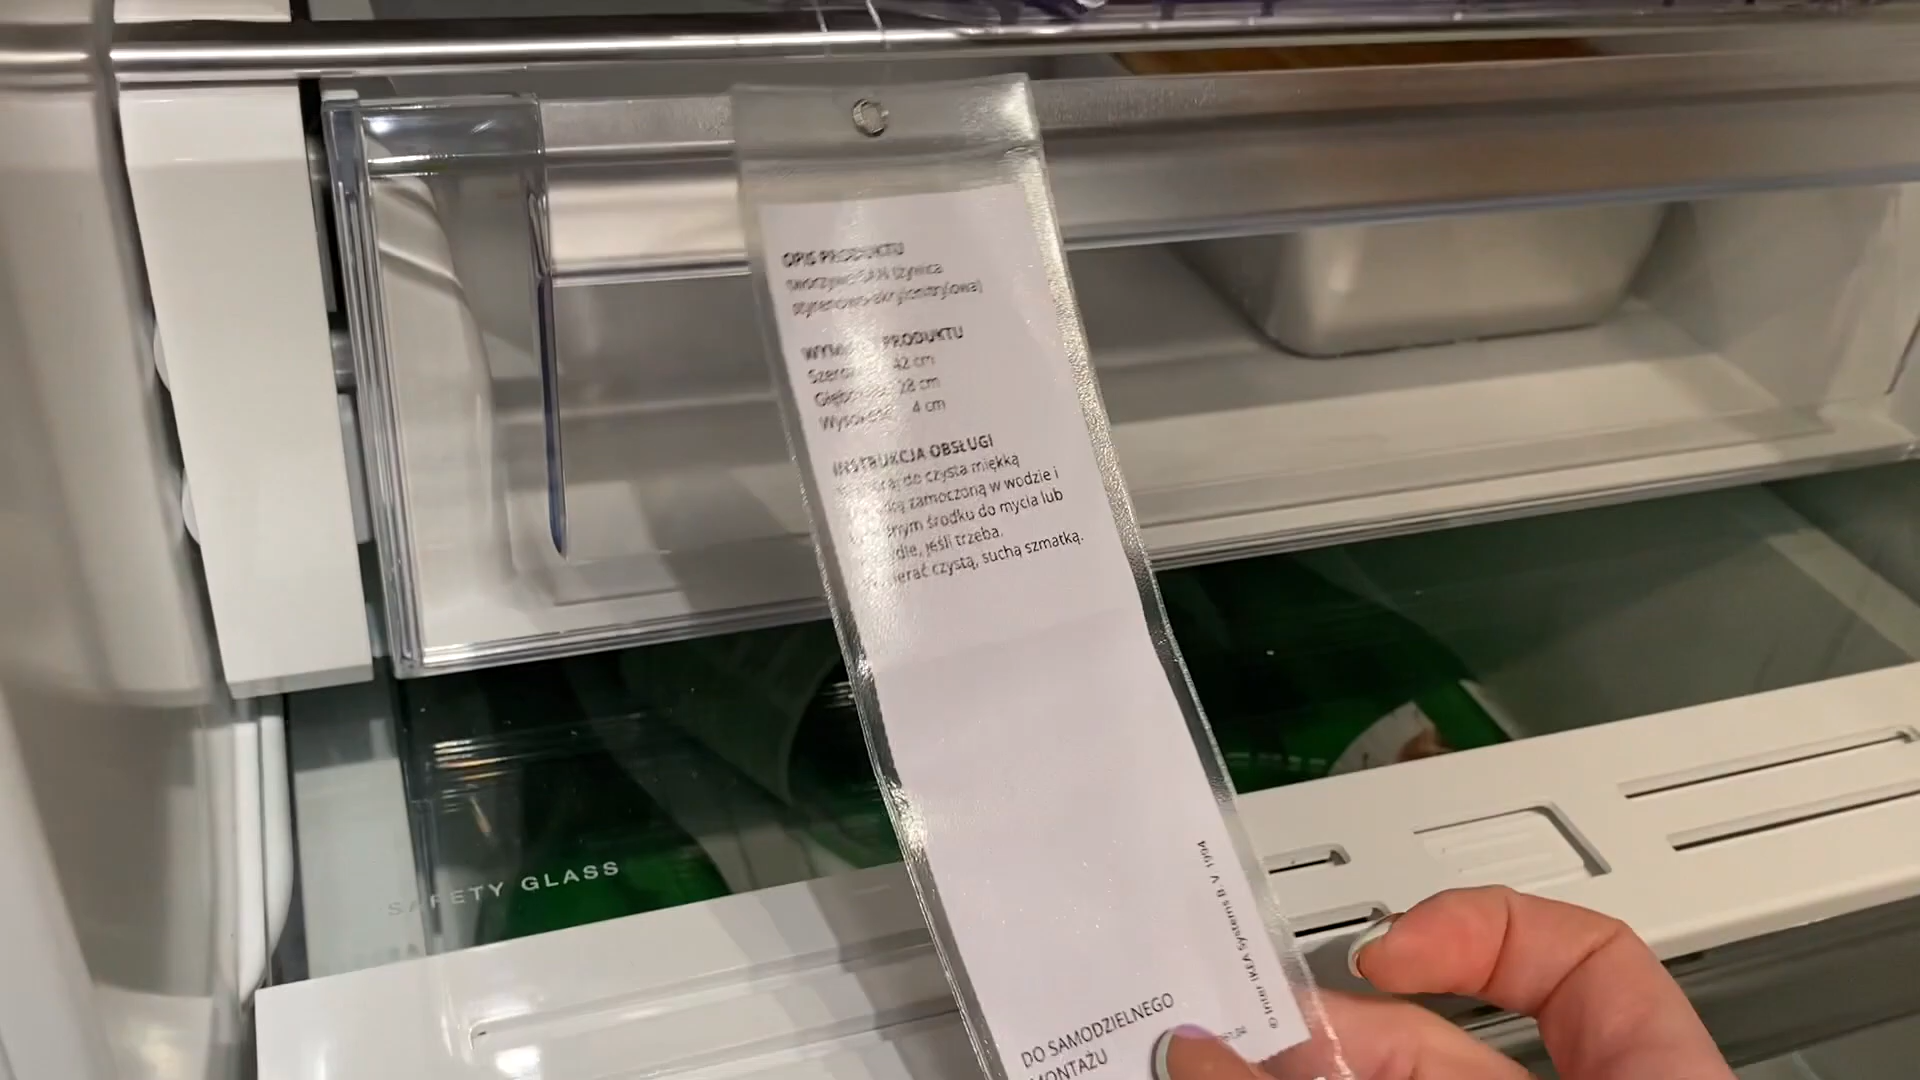 OPIS PRODUKTU
tworzywo SAN (żywica
styrenowo-akrylonitrylowa)
PRODUKTU
42 cm
28 cm
4 cm
INSTRUKCJA OBSŁUGI
do czysta miękką
zamoczoną w wodzie i
środku do mycia lub
jeśli trzeba.
czystą, suchą szmatką.
DO SAMODZIELNEGO
MONTAŻU
© Inter IKEA Systems B.V. 1994
SAFETY GLASS